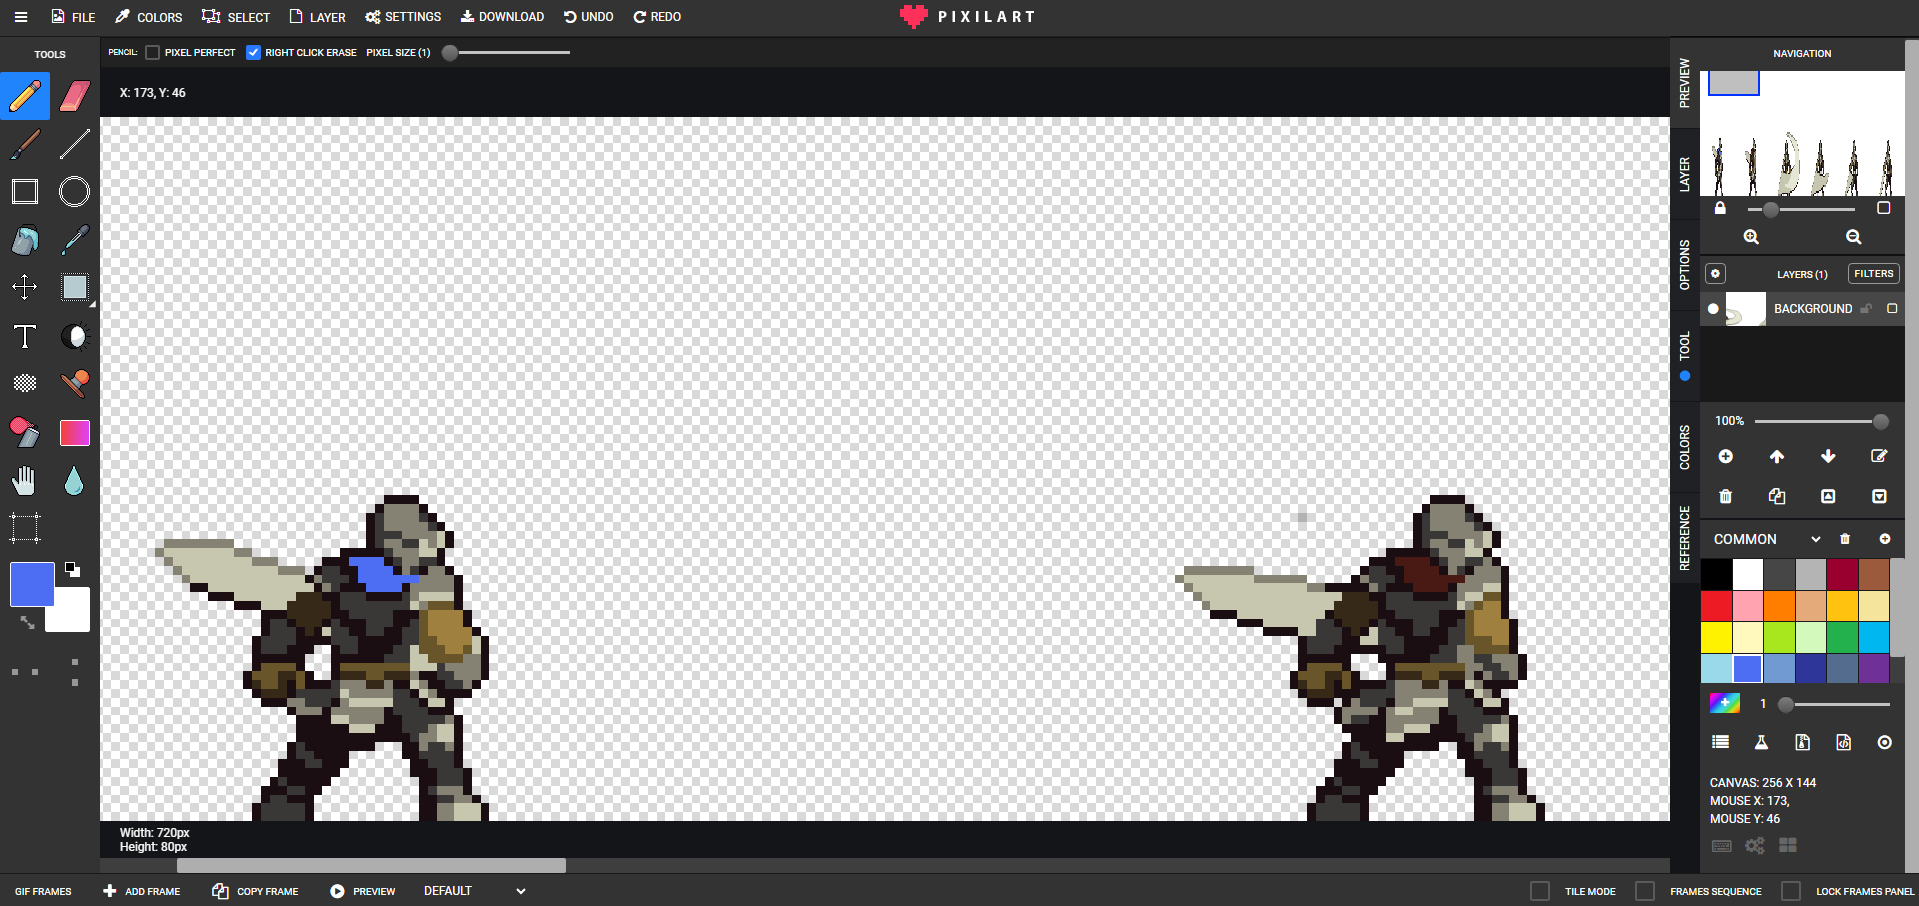 FILE COLORS SELECT LAYER SETTINGS DOWNLOAD UNDO REDO PIXILART
TOOLS
PENCIL: PIXEL PERFECT RIGHT CLICK ERASE PIXEL SIZE (1)
X: 173, Y: 46
Width: 720px
Height: 80px
PREVIEW
LAYER
OPTIONS
TOOL
COLORS
REFERENCE
NAVIGATION
LAYERS (1) FILTERS
BACKGROUND
100%
COMMON
1
CANVAS: 256 X 144
MOUSE X: 173,
MOUSE Y: 46
GIF FRAMES ADD FRAME COPY FRAME PREVIEW DEFAULT TILE MODE FRAMES SEQUENCE LOCK FRAMES PANEL